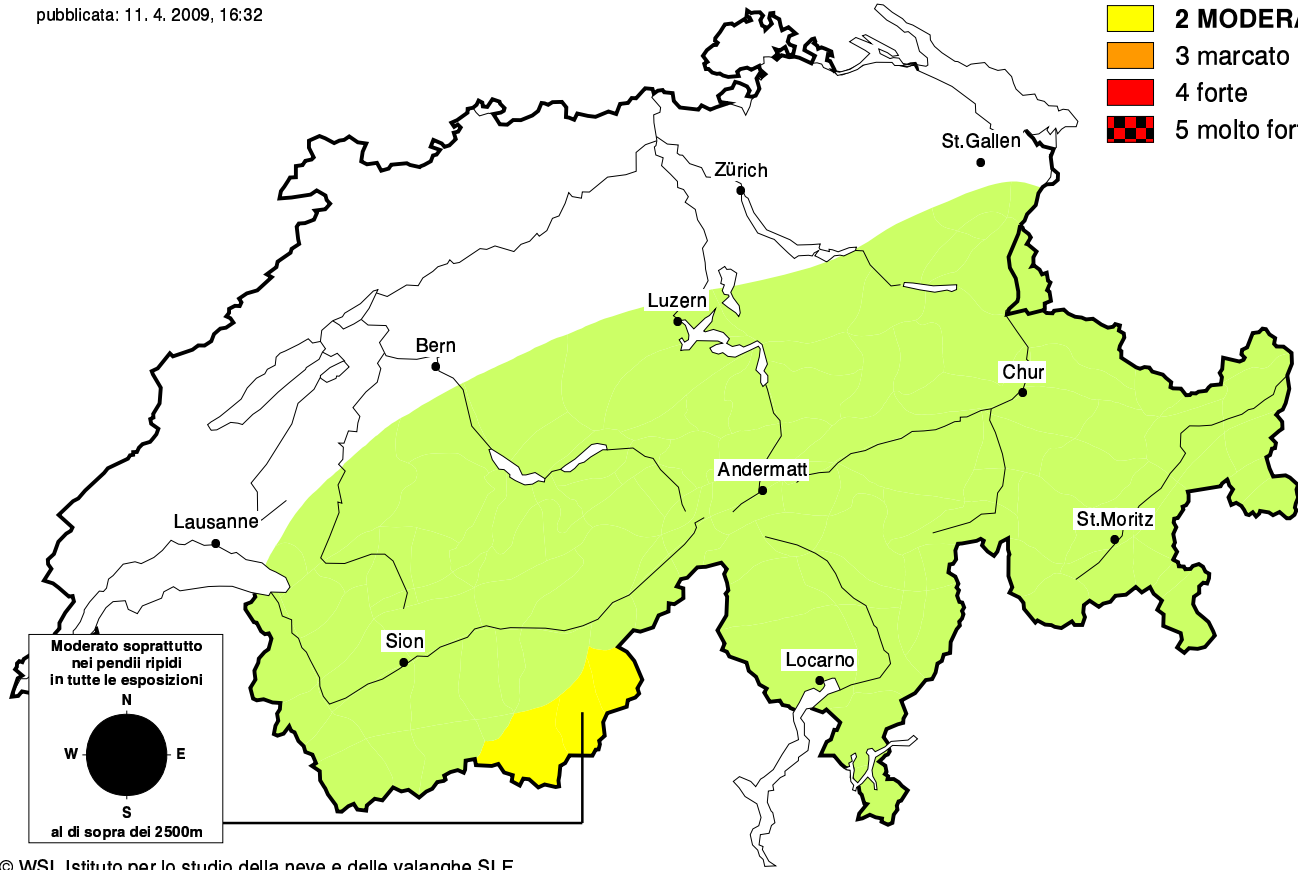 pubblicata: 11. 4. 2009, 16:32
2 MODERA
3 marcato
4 forte
5 molto for
St.Gallen
Zürich
Luzern
Bern
Chur
Andermatt
Lausanne
St.Moritz
Sion
Locarno
Moderato soprattutto
nei pendii ripidi
in tutte le esposizioni
N
W E
S
al di sopra dei 2500m
© WSL Istituto per lo studio della neve e delle valanghe SLF